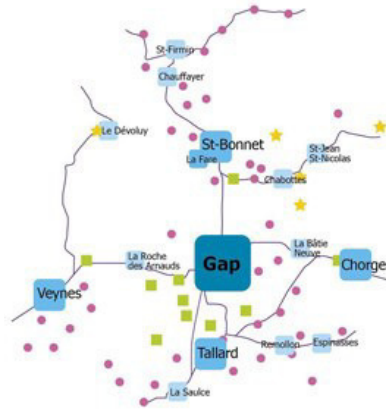 St-Firmin
Chauffayer
Le Dévoluy
St-Bonnet
La Fare
St-Jean
St-Nicolas
Chabottes
La Roche
des Arnauds
Gap
La Bâtie
Neuve
Chorge
Veynes
Tallard
Remollon
Espinasses
La Saulce